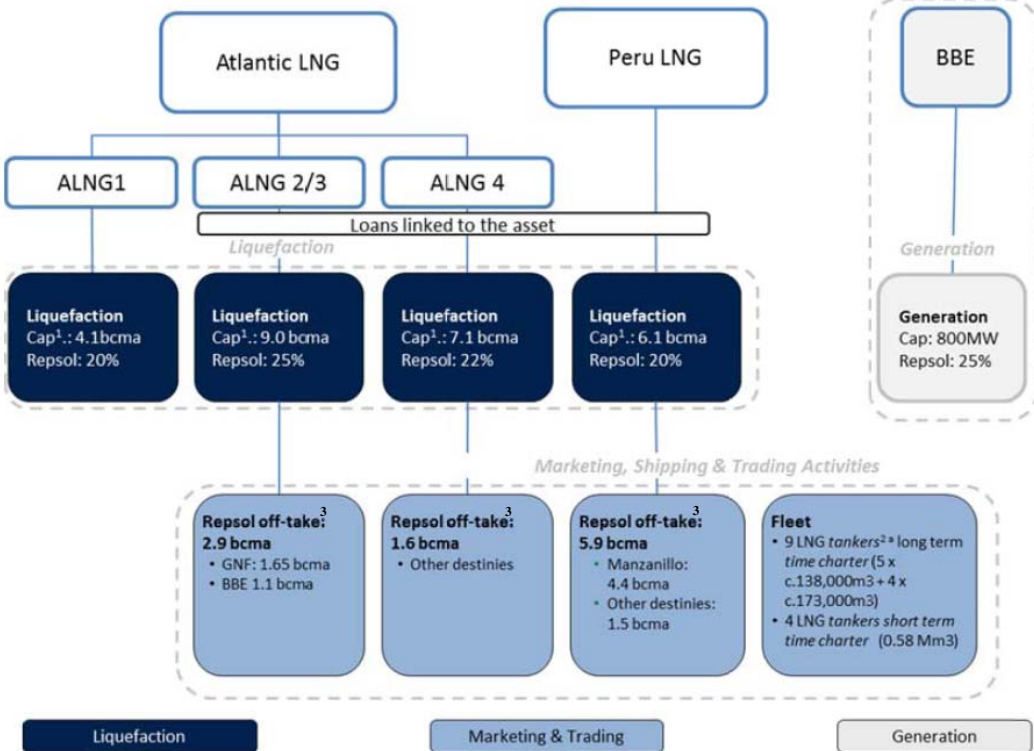 Atlantic LNG
Peru LNG
BBE
ALNG1
ALNG 2/3
ALNG 4
Loans linked to the asset
Liquefaction
Generation
Liquefaction
Cap¹.: 4.1bcma
Repsol: 20%
Liquefaction
Cap¹.: 9.0 bcma
Repsol: 25%
Liquefaction
Cap¹.: 7.1 bcma
Repsol: 22%
Liquefaction
Cap¹.: 6.1 bcma
Repsol: 20%
Generation
Cap: 800MW
Repsol: 25%
Marketing, Shipping & Trading Activities
Repsol off-take:³
2.9 bcma
• GNF: 1.65 bcma
• BBE 1.1 bcma
Repsol off-take:³
1.6 bcma
• Other destinies
Repsol off-take:³
5.9 bcma
• Manzanillo:
4.4 bcma
• Other destinies:
1.5 bcma
Fleet
• 9 LNG tankers² ª long term
time charter (5 x
c.138,000m3 + 4 x
c.173,000m3)
• 4 LNG tankers short term
time charter (0.58 Mm3)
Liquefaction
Marketing & Trading
Generation